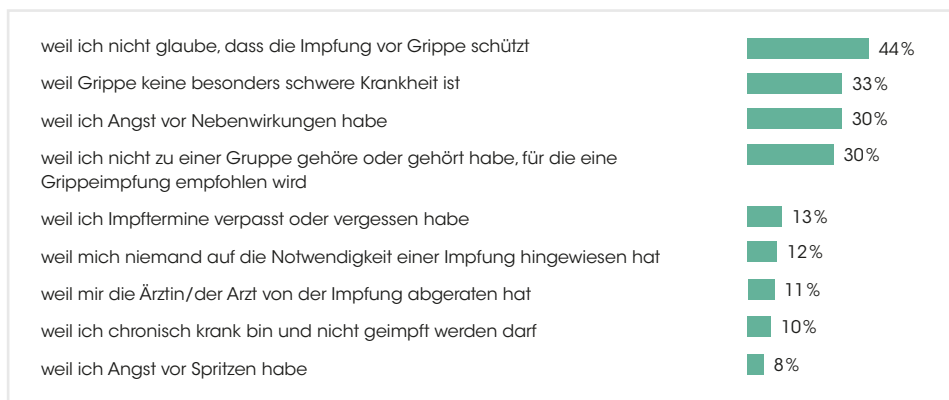 weil ich nicht glaube, dass die Impfung vor Grippe schützt 44%
weil Grippe keine besonders schwere Krankheit ist 33%
weil ich Angst vor Nebenwirkungen habe 30%
weil ich nicht zu einer Gruppe gehöre oder gehört habe, für die eine 30%
Grippeimpfung empfohlen wird
weil ich Impftermine verpasst oder vergessen habe 13%
weil mich niemand auf die Notwendigkeit einer Impfung hingewiesen hat 12%
weil mir die Ärztin/der Arzt von der Impfung abgeraten hat 11%
weil ich chronisch krank bin und nicht geimpft werden darf 10%
weil ich Angst vor Spritzen habe 8%